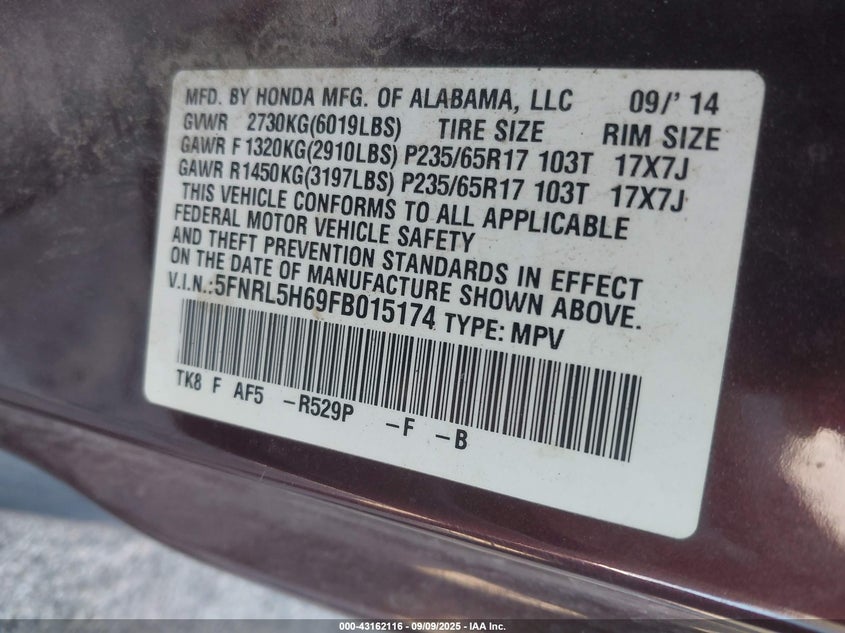 MFD. BY HONDA MFG. OF ALABAMA, LLC 09/' 14
GVWR 2730KG(6019LBS) TIRE SIZE RIM SIZE
GAWR F 1320KG(2910LBS) P235/65R17 103T 17X7J
GAWR R1450KG(3197LBS) P235/65R17 103T 17X7J
THIS VEHICLE CONFORMS TO ALL APPLICABLE
FEDERAL MOTOR VEHICLE SAFETY
AND THEFT PREVENTION STANDARDS IN EFFECT
ON THE DATE OF MANUFACTURE SHOWN ABOVE.
V.I.N.:5FNRL5H69FB015174 TYPE: MPV
TK8 F AF5 -R529P -F -B
000-43162116 - 09/09/2025 - IAA Inc.